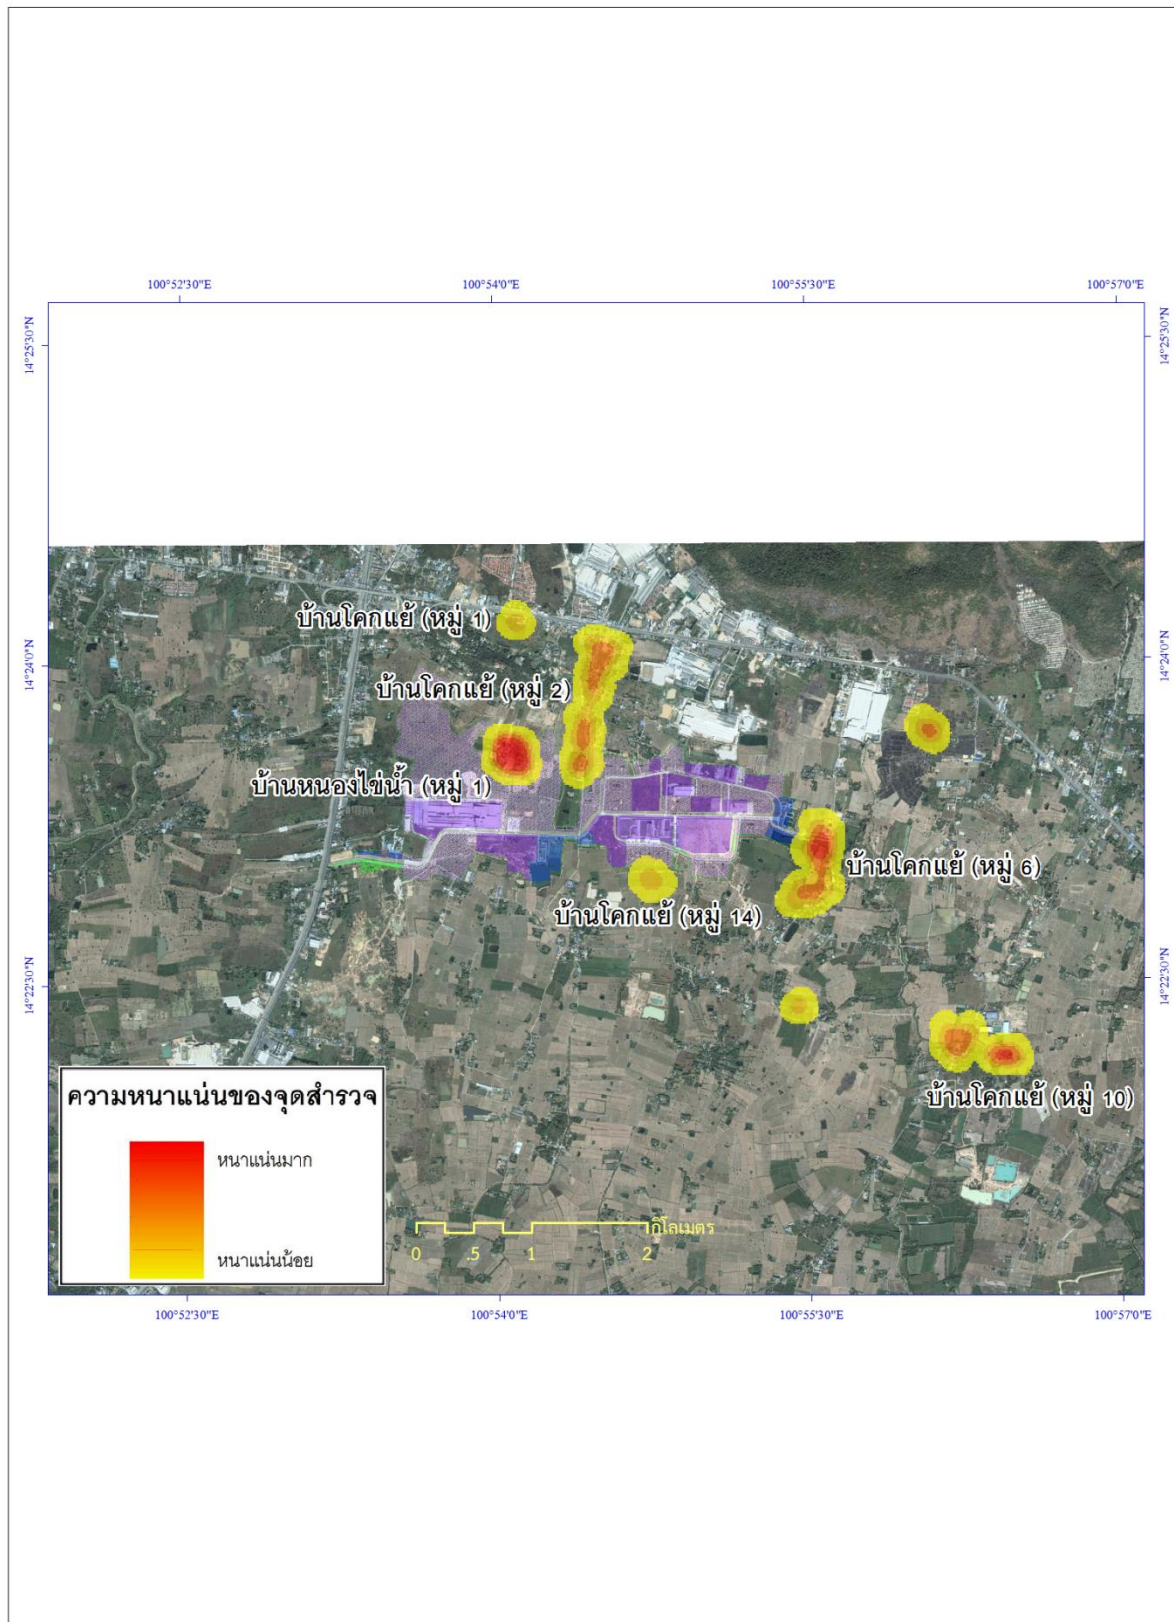 100°52'30"E 100°54'0"E 100°55'30"E 100°57'0"E
14°25'30"N 14°25'30"N
บ้านโคกแย้ (หมู่ 1)
14°24'0"N 14°24'0"N
บ้านโคกแย้ (หมู่ 2)
บ้านหนองไข่น้ำ (หมู่ 1)
บ้านโคกแย้ (หมู่ 6)
บ้านโคกแย้ (หมู่ 14)
14°22'30"N 14°22'30"N
บ้านโคกแย้ (หมู่ 10)
ความหนาแน่นของจุดสำรวจ
หนาแน่นมาก
หนาแน่นน้อย
กิโลเมตร
0 .5 1 2
100°52'30"E 100°54'0"E 100°55'30"E 100°57'0"E